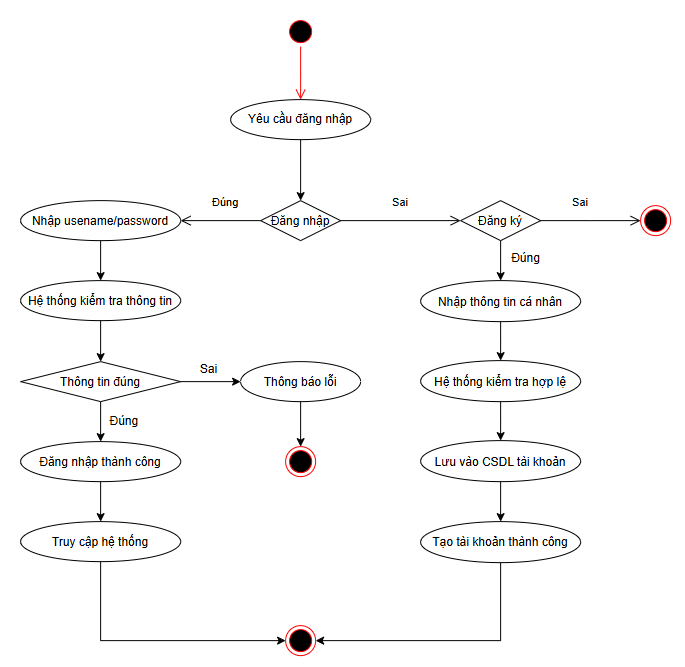 Yêu cầu đăng nhập
Đúng
Sai
Sai
Nhập usename/password
Đăng nhập
Đăng ký
Đúng
Hệ thống kiểm tra thông tin
Nhập thông tin cá nhân
Sai
Thông tin đúng
Thông báo lỗi
Hệ thống kiểm tra hợp lệ
Đúng
Đăng nhập thành công
Lưu vào CSDL tài khoản
Truy cập hệ thống
Tạo tài khoản thành công